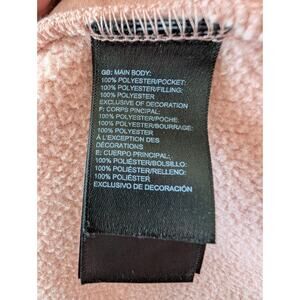 GB: MAIN BODY:
100% POLYESTER/POCKET:
100% POLYESTER/FILLING:
100% POLYESTER
EXCLUSIVE OF DECORATION
F: CORPS PINCIPAL:
100% POLYESTER/POCHE:
100% POLYESTER/BOURRAGE:
100% POLYESTER
À L'EXCEPTION DES
DÉCORATIONS
E: CUERPO PRINCIPAL:
100% POLIÉSTER/BOLSILLO:
100% POLIÉSTER/RELLENO:
100% POLIÉSTER
EXCLUSIVO DE DECORACIÓN